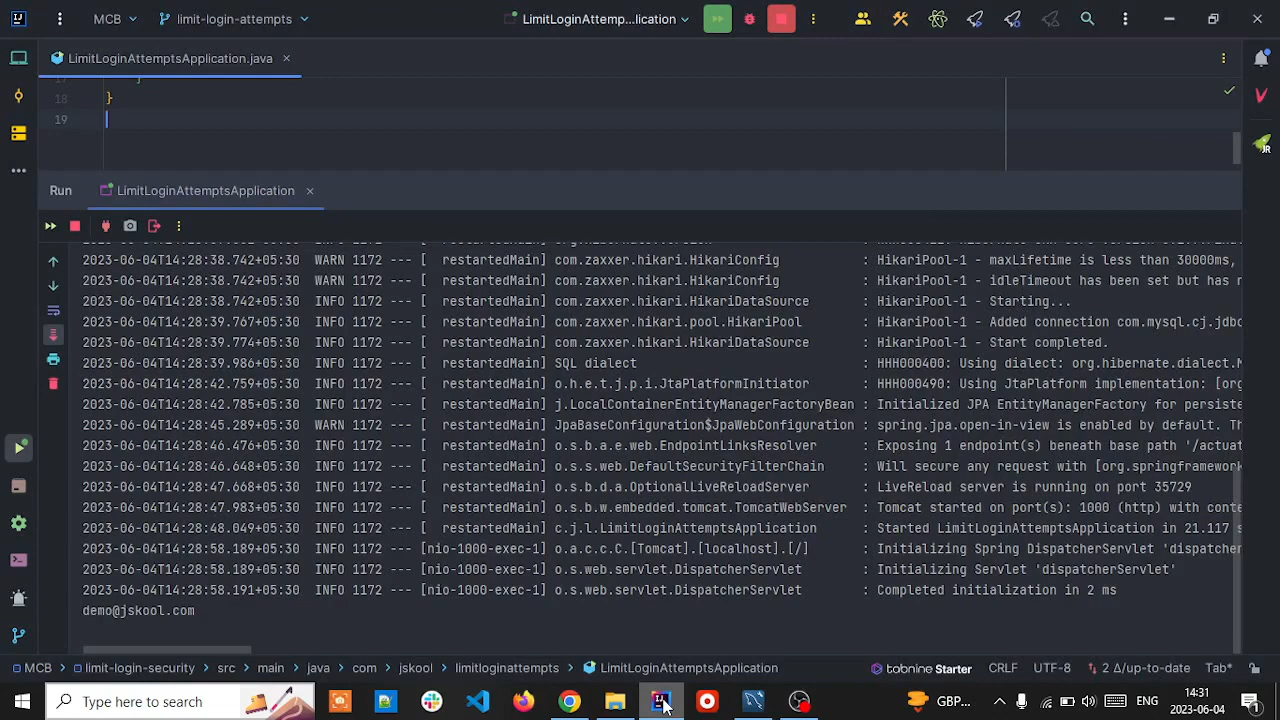 MCB
limit-login-attempts
LimitLoginAttemp...lication
LimitLoginAttemptsApplication.java
17 }
18 }
19
Run
LimitLoginAttemptsApplication
2023-06-04T14:28:38.742+05:30 WARN 1172 --- [ restartedMain] com.zaxxer.hikari.HikariConfig : HikariPool-1 - maxLifetime is less than 30000ms,
2023-06-04T14:28:38.742+05:30 WARN 1172 --- [ restartedMain] com.zaxxer.hikari.HikariConfig : HikariPool-1 - idleTimeout has been set but has n
2023-06-04T14:28:38.742+05:30 INFO 1172 --- [ restartedMain] com.zaxxer.hikari.HikariDataSource : HikariPool-1 - Starting...
2023-06-04T14:28:39.767+05:30 INFO 1172 --- [ restartedMain] com.zaxxer.hikari.pool.HikariPool : HikariPool-1 - Added connection com.mysql.cj.jdbc
2023-06-04T14:28:39.774+05:30 INFO 1172 --- [ restartedMain] com.zaxxer.hikari.HikariDataSource : HikariPool-1 - Start completed.
2023-06-04T14:28:39.986+05:30 INFO 1172 --- [ restartedMain] SQL dialect : HHH000400: Using dialect: org.hibernate.dialect.M
2023-06-04T14:28:42.759+05:30 INFO 1172 --- [ restartedMain] o.h.e.t.j.p.i.JtaPlatformInitiator : HHH000490: Using JtaPlatform implementation: [org
2023-06-04T14:28:42.785+05:30 INFO 1172 --- [ restartedMain] j.LocalContainerEntityManagerFactoryBean : Initialized JPA EntityManagerFactory for persiste
2023-06-04T14:28:45.289+05:30 WARN 1172 --- [ restartedMain] JpaBaseConfiguration$JpaWebConfiguration : spring.jpa.open-in-view is enabled by default. Th
2023-06-04T14:28:46.476+05:30 INFO 1172 --- [ restartedMain] o.s.b.a.e.web.EndpointLinksResolver : Exposing 1 endpoint(s) beneath base path '/actuat
2023-06-04T14:28:46.648+05:30 INFO 1172 --- [ restartedMain] o.s.s.web.DefaultSecurityFilterChain : Will secure any request with [org.springframework
2023-06-04T14:28:47.668+05:30 INFO 1172 --- [ restartedMain] o.s.b.d.a.OptionalLiveReloadServer : LiveReload server is running on port 35729
2023-06-04T14:28:47.983+05:30 INFO 1172 --- [ restartedMain] o.s.b.w.embedded.tomcat.TomcatWebServer : Tomcat started on port(s): 1000 (http) with conte
2023-06-04T14:28:48.049+05:30 INFO 1172 --- [ restartedMain] c.j.l.LimitLoginAttemptsApplication : Started LimitLoginAttemptsApplication in 21.117 s
2023-06-04T14:28:58.189+05:30 INFO 1172 --- [nio-1000-exec-1] o.a.c.c.C.[Tomcat].[localhost].[/] : Initializing Spring DispatcherServlet 'dispatcher
2023-06-04T14:28:58.189+05:30 INFO 1172 --- [nio-1000-exec-1] o.s.web.servlet.DispatcherServlet : Initializing Servlet 'dispatcherServlet'
2023-06-04T14:28:58.191+05:30 INFO 1172 --- [nio-1000-exec-1] o.s.web.servlet.DispatcherServlet : Completed initialization in 2 ms
demo@jskool.com
MCB > limit-login-security > src > main > java > com > jskool > limitloginattempts > LimitLoginAttemptsApplication
tabnine Starter CRLF UTF-8 2 Δ/up-to-date Tab*
Type here to search
GBP... ENG 14:31
2023-06-04
1